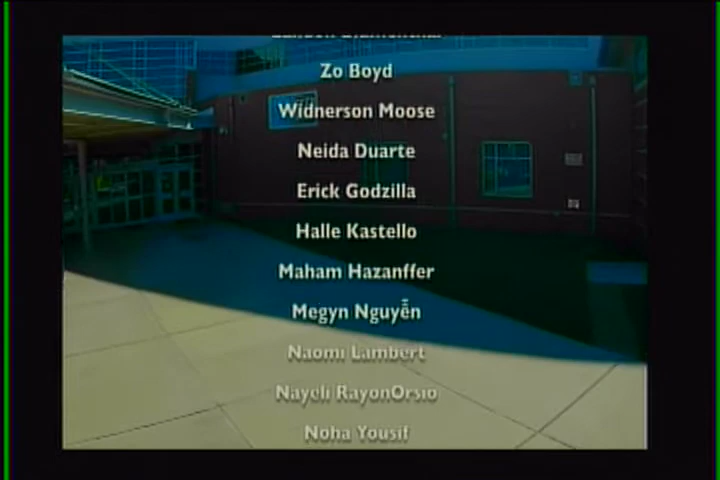 Zo Boyd
Widnerson Moose
Neida Duarte
Erick Godzilla
Halle Kastello
Maham Hazanffer
Megyn Nguyễn
Naomi Lambert
Nayeli RayonOrsio
Noha Yousif